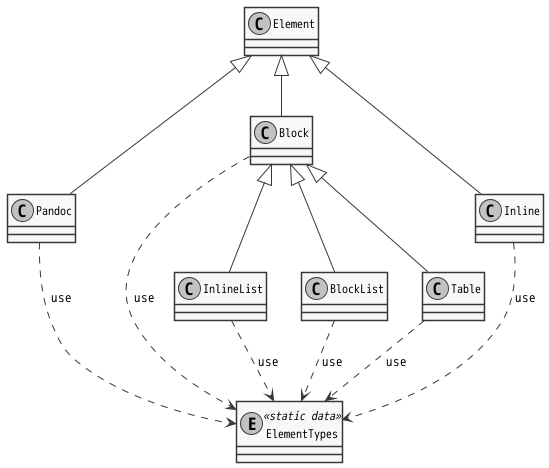 C Element
C Block
C Pandoc
C Inline
C InlineList
C BlockList
C Table
use
use
use
use
use
use
E «static data»
ElementTypes